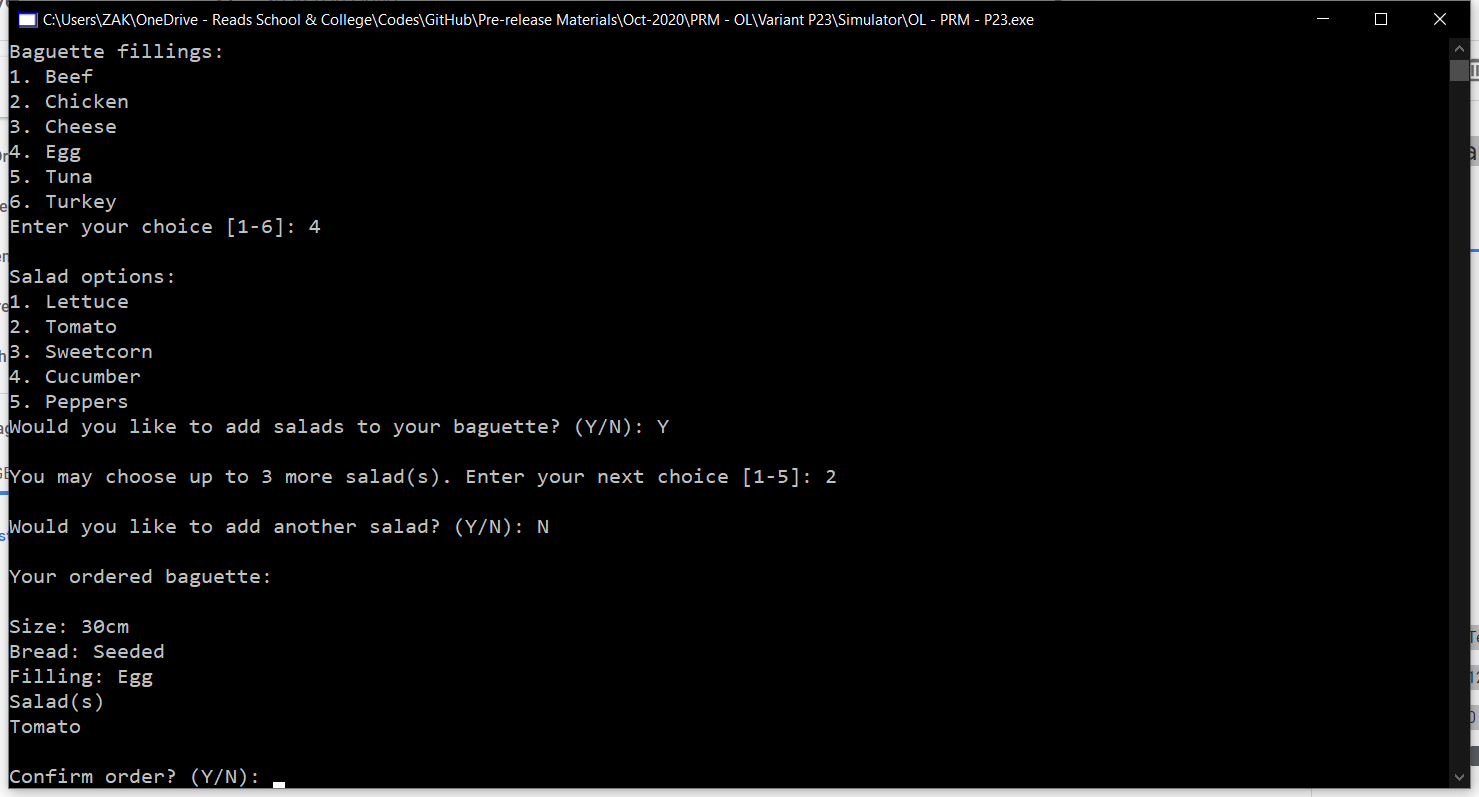 C:\Users\ZAK\OneDrive - Reads School & College\Codes\GitHub\Pre-release Materials\Oct-2020\PRM - OL\Variant P23\Simulator\OL - PRM - P23.exe
Baguette fillings:
1. Beef
2. Chicken
3. Cheese
4. Egg
5. Tuna
6. Turkey
Enter your choice [1-6]: 4
Salad options:
1. Lettuce
2. Tomato
3. Sweetcorn
4. Cucumber
5. Peppers
Would you like to add salads to your baguette? (Y/N): Y
You may choose up to 3 more salad(s). Enter your next choice [1-5]: 2
Would you like to add another salad? (Y/N): N
Your ordered baguette:
Size: 30cm
Bread: Seeded
Filling: Egg
Salad(s)
Tomato
Confirm order? (Y/N):